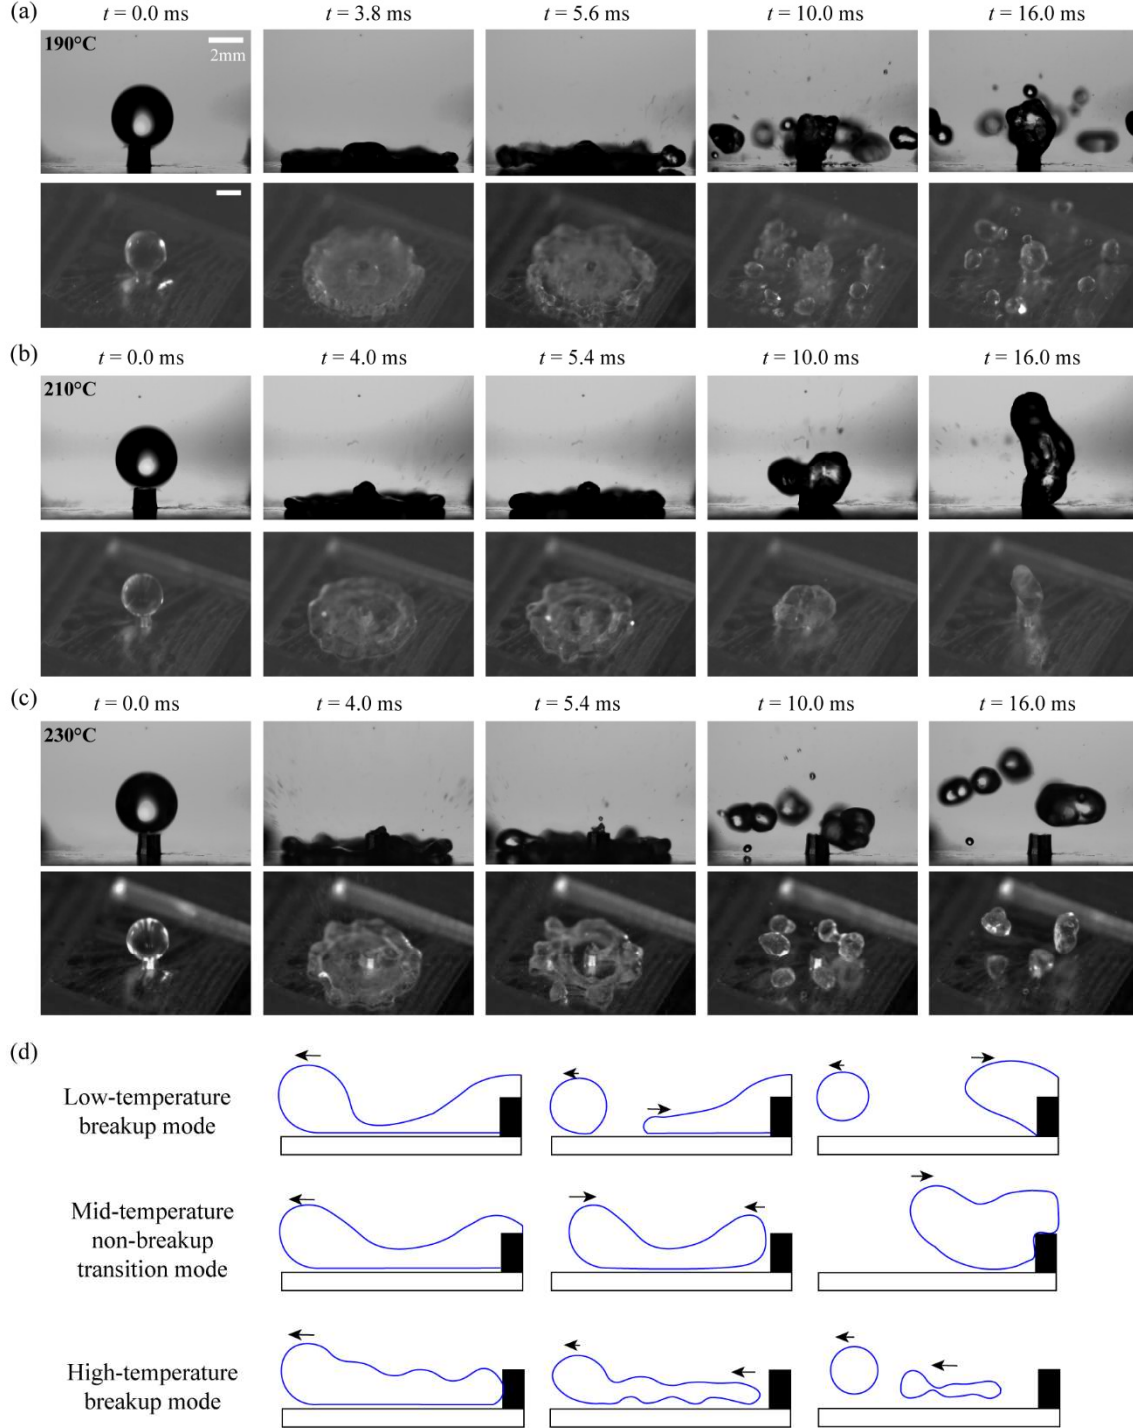 (a)
t = 0.0 ms t = 3.8 ms t = 5.6 ms t = 10.0 ms t = 16.0 ms
190°C
2mm
(b)
t = 0.0 ms t = 4.0 ms t = 5.4 ms t = 10.0 ms t = 16.0 ms
210°C
(c)
t = 0.0 ms t = 4.0 ms t = 5.4 ms t = 10.0 ms t = 16.0 ms
230°C
(d)
Low-temperature
breakup mode
Mid-temperature
non-breakup
transition mode
High-temperature
breakup mode